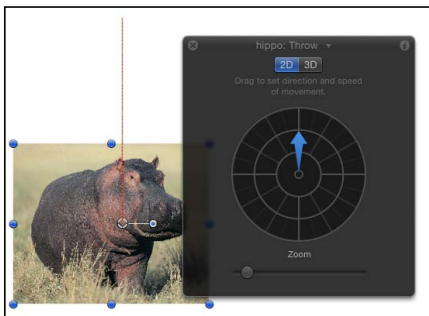 hippo: Throw
2D 3D
Drag to set direction and speed
of movement.
Zoom